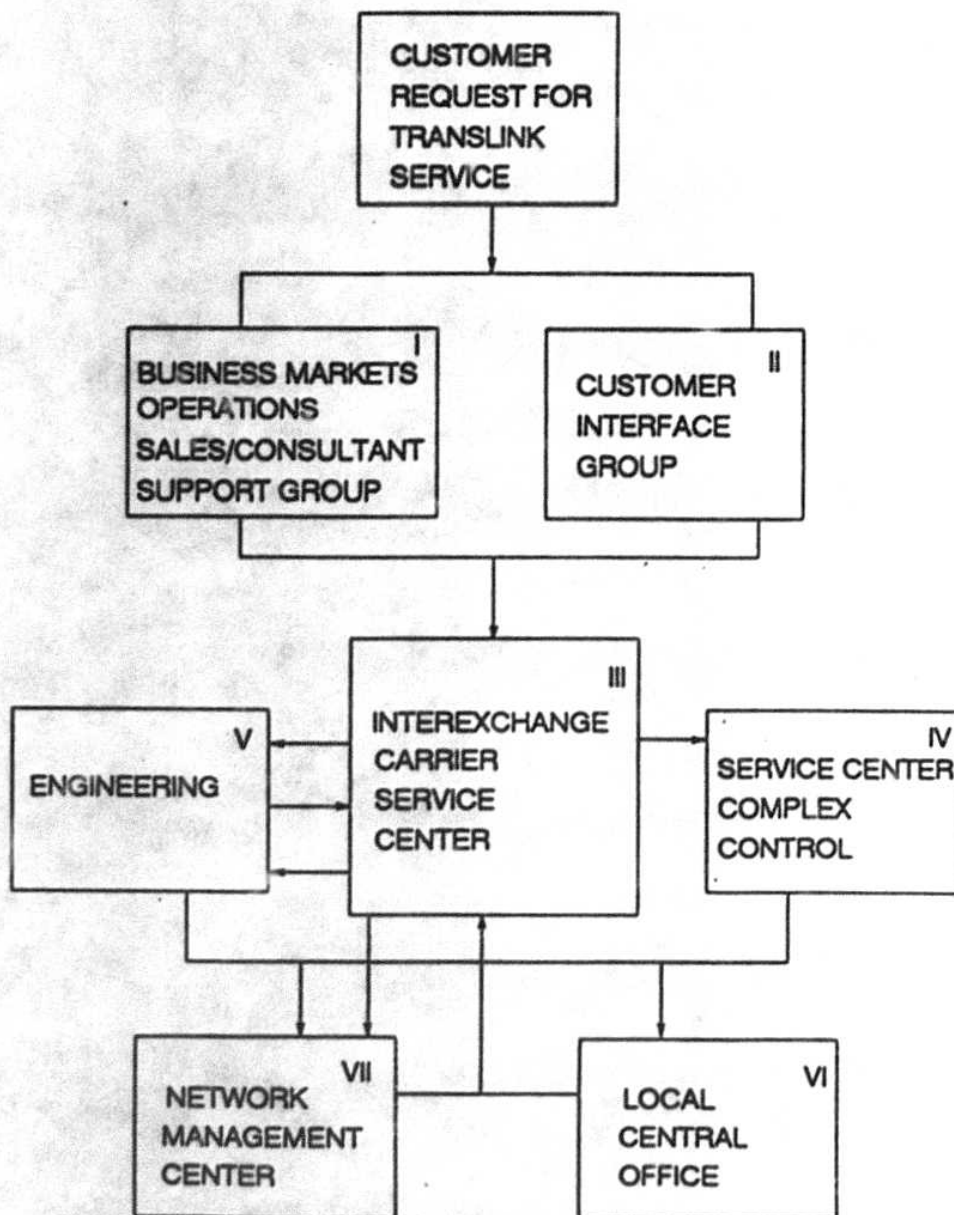 CUSTOMER
REQUEST FOR
TRANSLINK
SERVICE
I
BUSINESS MARKETS
OPERATIONS
SALES/CONSULTANT
SUPPORT GROUP
II
CUSTOMER
INTERFACE
GROUP
III
INTEREXCHANGE
CARRIER
SERVICE
CENTER
V
ENGINEERING
IV
SERVICE CENTER
COMPLEX
CONTROL
VII
NETWORK
MANAGEMENT
CENTER
VI
LOCAL
CENTRAL
OFFICE